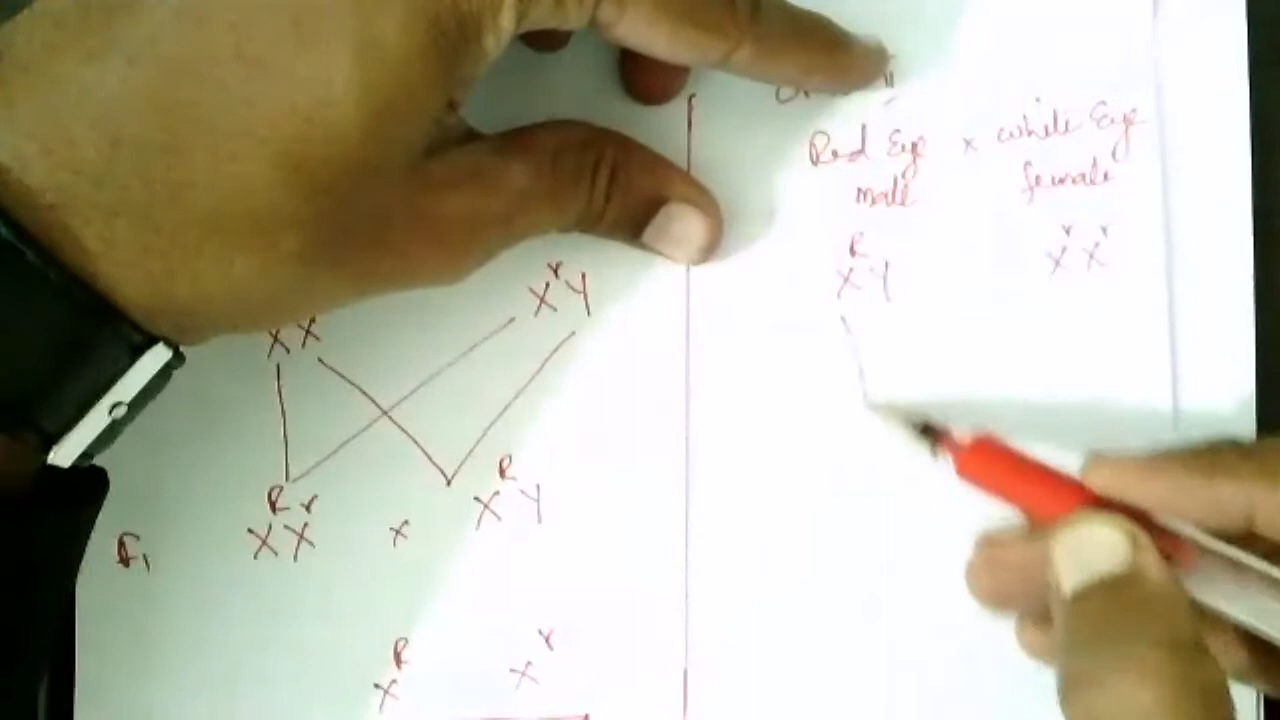 Red Eye × white Eye
male female
R r r
X Y X X
r
X Y
X X
R r R
F1 X X × X Y
R r
X X